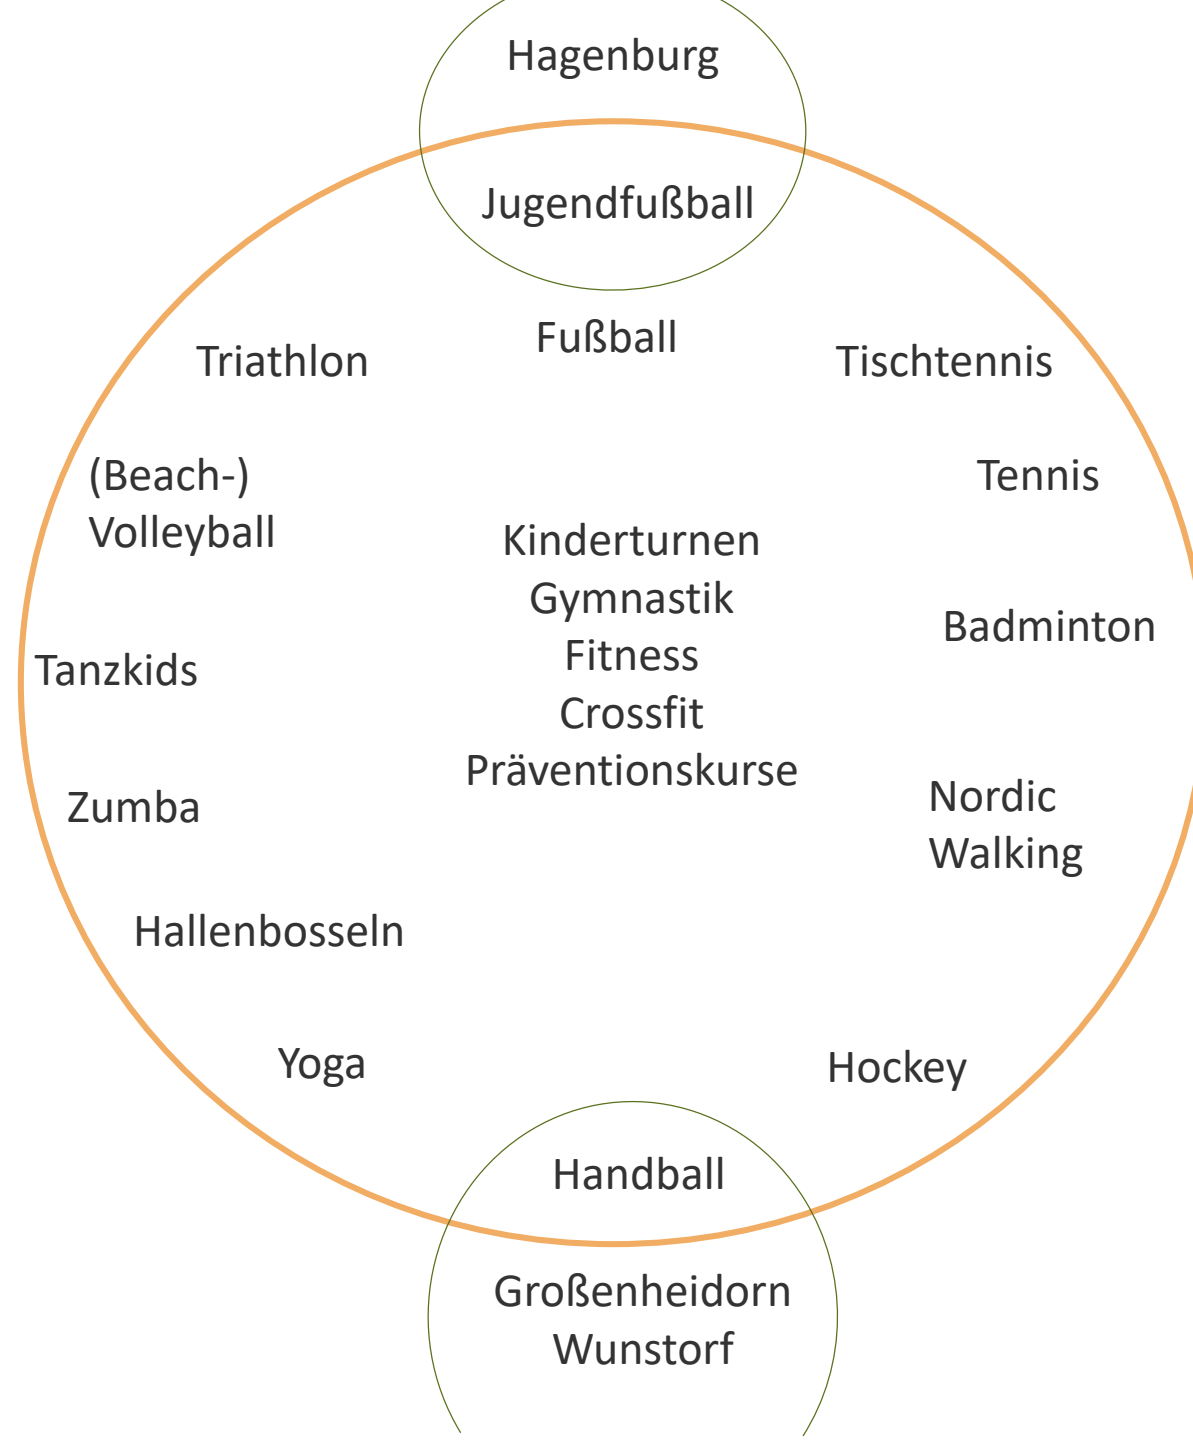 Hagenburg
Jugendfußball
Fußball
Triathlon
Tischtennis
(Beach-)
Volleyball
Tennis
Kinderturnen
Gymnastik
Fitness
Crossfit
Präventionskurse
Badminton
Tanzkids
Zumba
Nordic
Walking
Hallenbosseln
Yoga
Hockey
Handball
Großenheidorn
Wunstorf